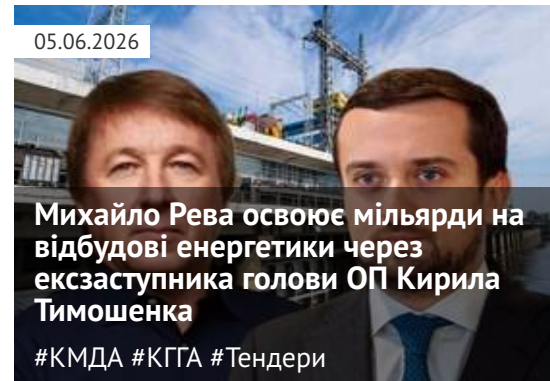 05.06.2026
Михайло Рева освоює мільярди на
відбудові енергетики через
ексзаступника голови ОП Кирила
Тимошенка
#КМДА #КГГА #Тендери